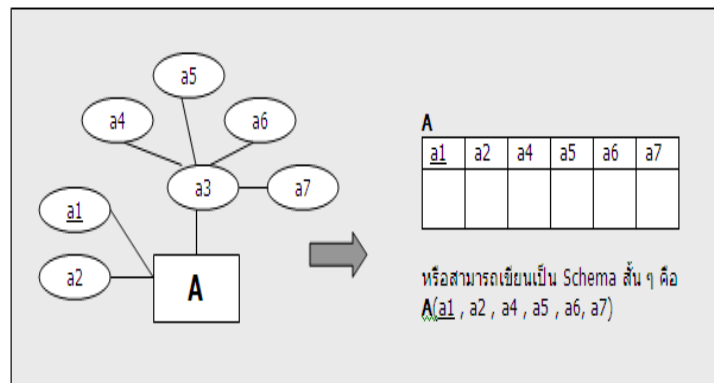 a5
a4
a6
a3
a7
a1
a2
A
A
a1 a2 a4 a5 a6 a7
หรือสามารถเขียนเป็น Schema สั้น ๆ คือ
A(a1 , a2 , a4 , a5 , a6, a7)